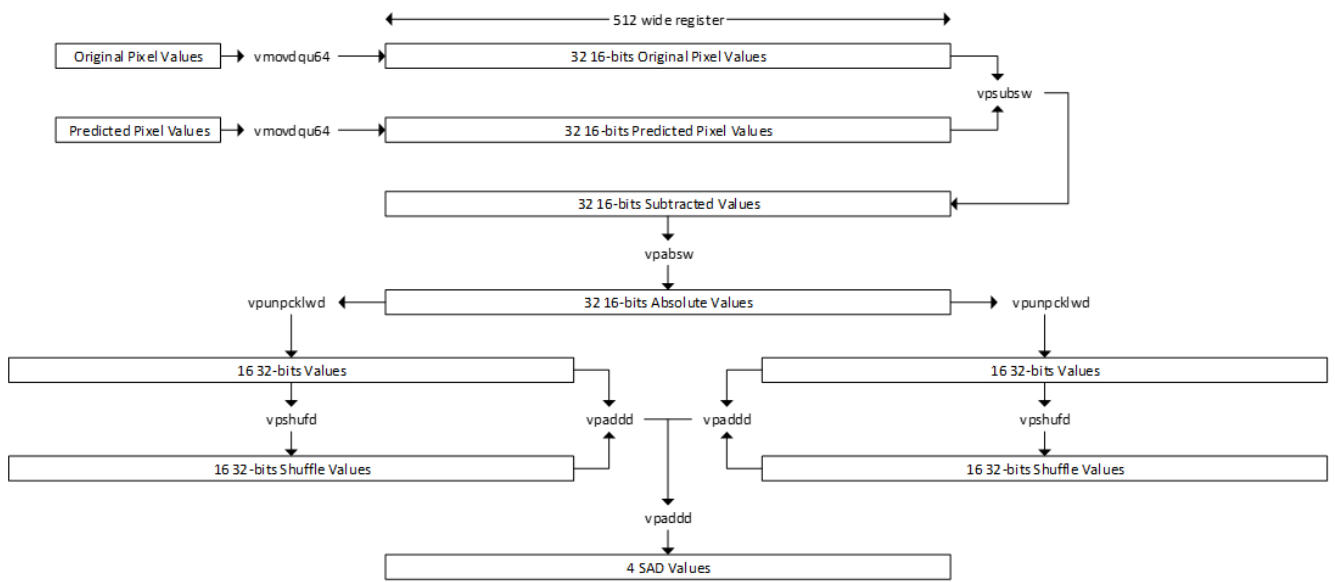 512 wide register
Original Pixel Values vmovdqu64 32 16-bits Original Pixel Values
vpsubsw
Predicted Pixel Values vmovdqu64 32 16-bits Predicted Pixel Values
32 16-bits Subtracted Values
vpabsw
vpunpcklwd 32 16-bits Absolute Values vpunpcklwd
16 32-bits Values 16 32-bits Values
vpshufd vpaddd vpaddd vpshufd
16 32-bits Shuffle Values 16 32-bits Shuffle Values
vpaddd
4 SAD Values